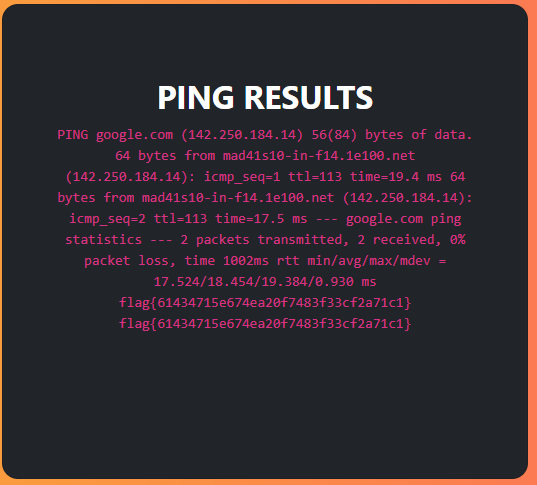 PING RESULTS
PING google.com (142.250.184.14) 56(84) bytes of data.
64 bytes from mad41s10-in-f14.1e100.net
(142.250.184.14): icmp_seq=1 ttl=113 time=19.4 ms 64
bytes from mad41s10-in-f14.1e100.net (142.250.184.14):
icmp_seq=2 ttl=113 time=17.5 ms --- google.com ping
statistics --- 2 packets transmitted, 2 received, 0%
packet loss, time 1002ms rtt min/avg/max/mdev =
17.524/18.454/19.384/0.930 ms
flag{61434715e674ea20f7483f33cf2a71c1}
flag{61434715e674ea20f7483f33cf2a71c1}